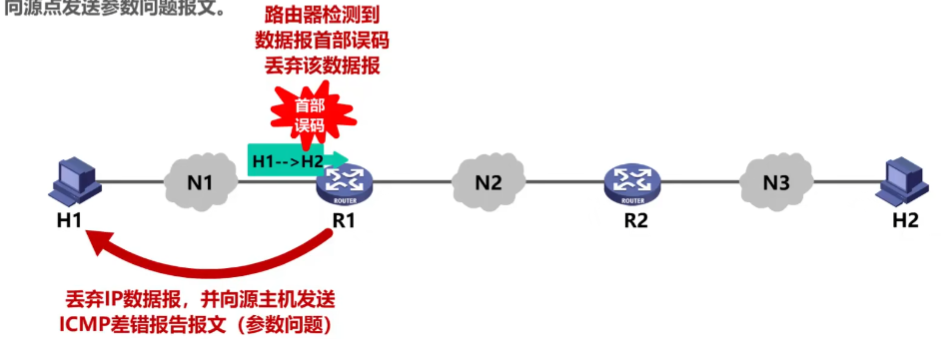 向源点发送参数问题报文。
路由器检测到
数据报首部误码
丢弃该数据报
首部
误码
H1-->H2
N1
N2
N3
ROUTER
ROUTER
H1
R1
R2
H2
丢弃IP数据报，并向源主机发送
ICMP差错报告报文（参数问题）